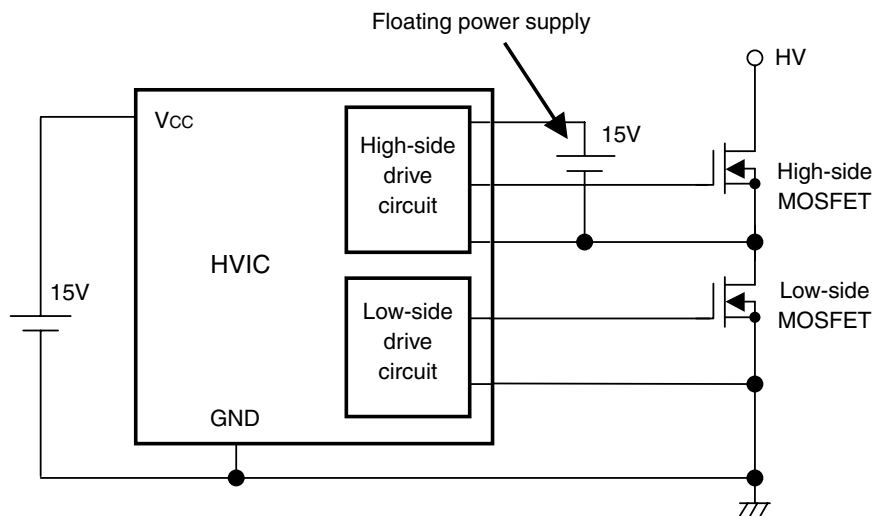 Floating power supply
HV
VCC
15V
High-side
drive
circuit
High-side
MOSFET
HVIC
15V
Low-side
drive
circuit
Low-side
MOSFET
GND